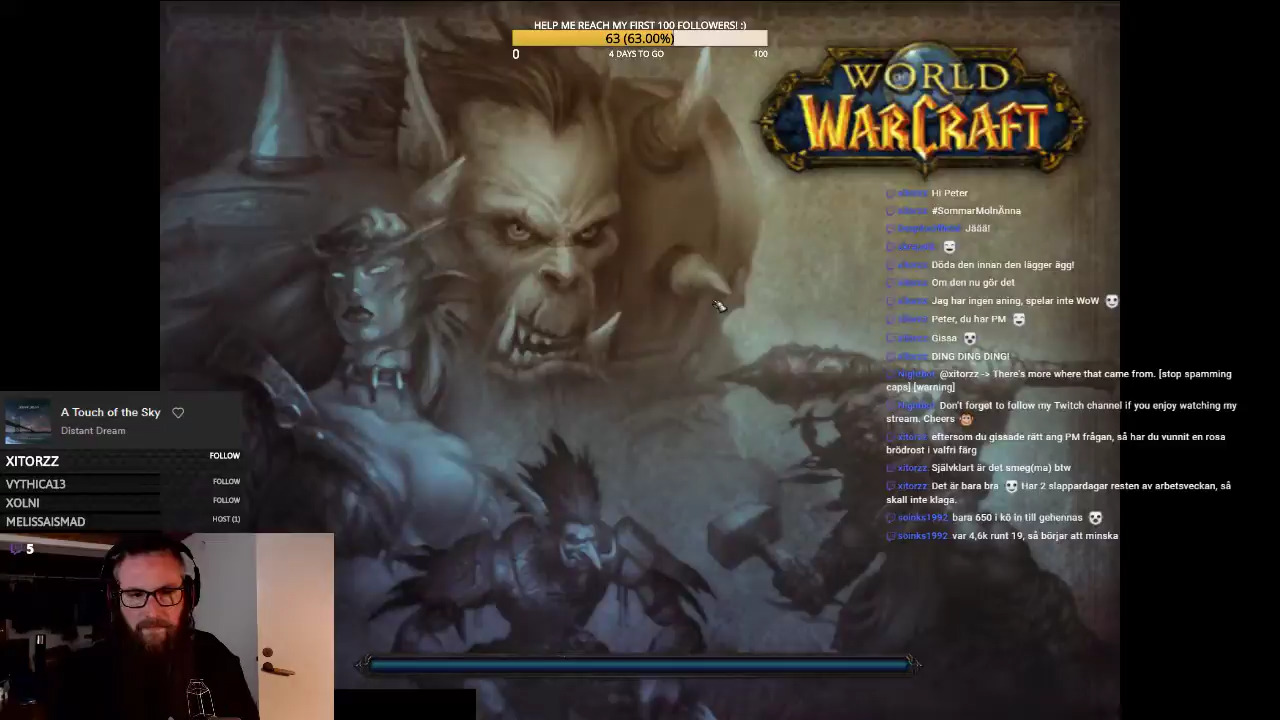 HELP ME REACH MY FIRST 100 FOLLOWERS! :)
63 (63.00%)
0
4 DAYS TO GO
100
WORLD
OF
WARCRAFT
Hi Peter
#SommarMolnÄnna
Jäää!
Döda den innan den lägger ägg!
Om den nu gör det
Jag har ingen aning, spelar inte WoW
Peter, du har PM
Gissa
DING DING DING!
Nightbot: @xitorzz -> There's more where that came from. [stop spamming
caps] [warning]
Nightbot: Don't forget to follow my Twitch channel if you enjoy watching my
stream. Cheers
xitorzz: eftersom du gissade rätt ang PM frågan, så har du vunnit en rosa
brödrost i valfri färg
xitorzz: Självklart är det smeg(ma) btw
xitorzz: Det är bara bra Har 2 slappardagar resten av arbetsveckan, så
skall inte klaga.
soinks1992: bara 650 i kö in till gehennas
soinks1992: var 4,6k runt 19, så börjar att minska
A Touch of the Sky
Distant Dream
XITORZZ FOLLOW
VYTHICA13 FOLLOW
XOLNI FOLLOW
MELISSAISMAD HOST (1)
5